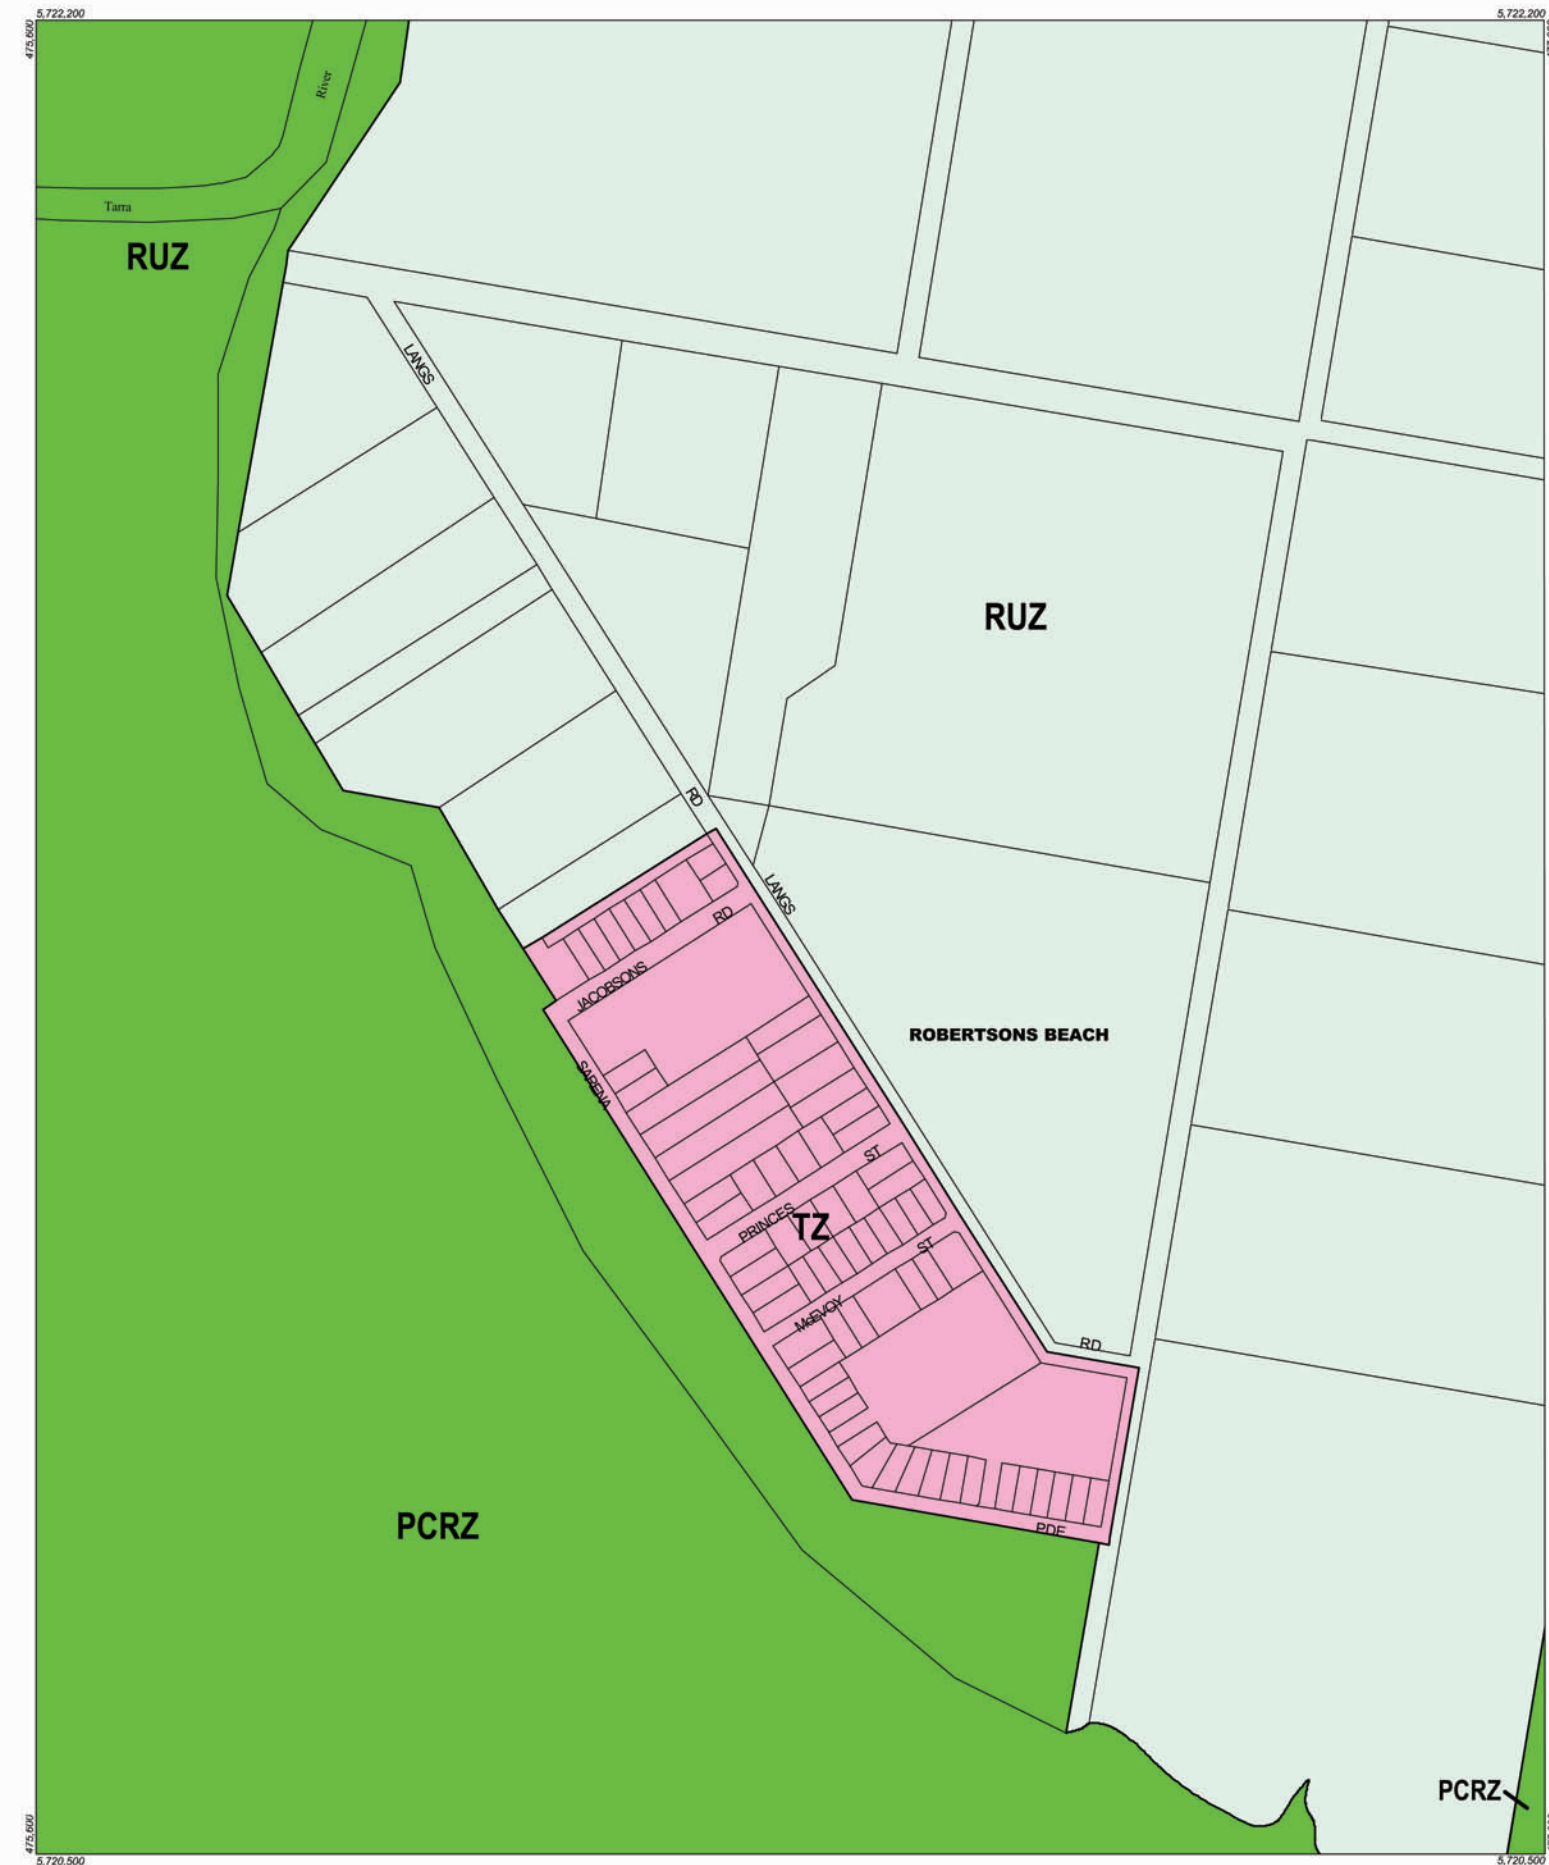 5,722,200
5,722,200
475,600
River
Tarra
RUZ
LANGS
RUZ
RD
LANGS
RD
JACOBSONS
ROBERTSONS BEACH
SARENA
ST
PRINCES
TZ
ST
McEVOY
RD
PCRZ
PDE
PCRZ
475,600
5,720,500
5,720,500